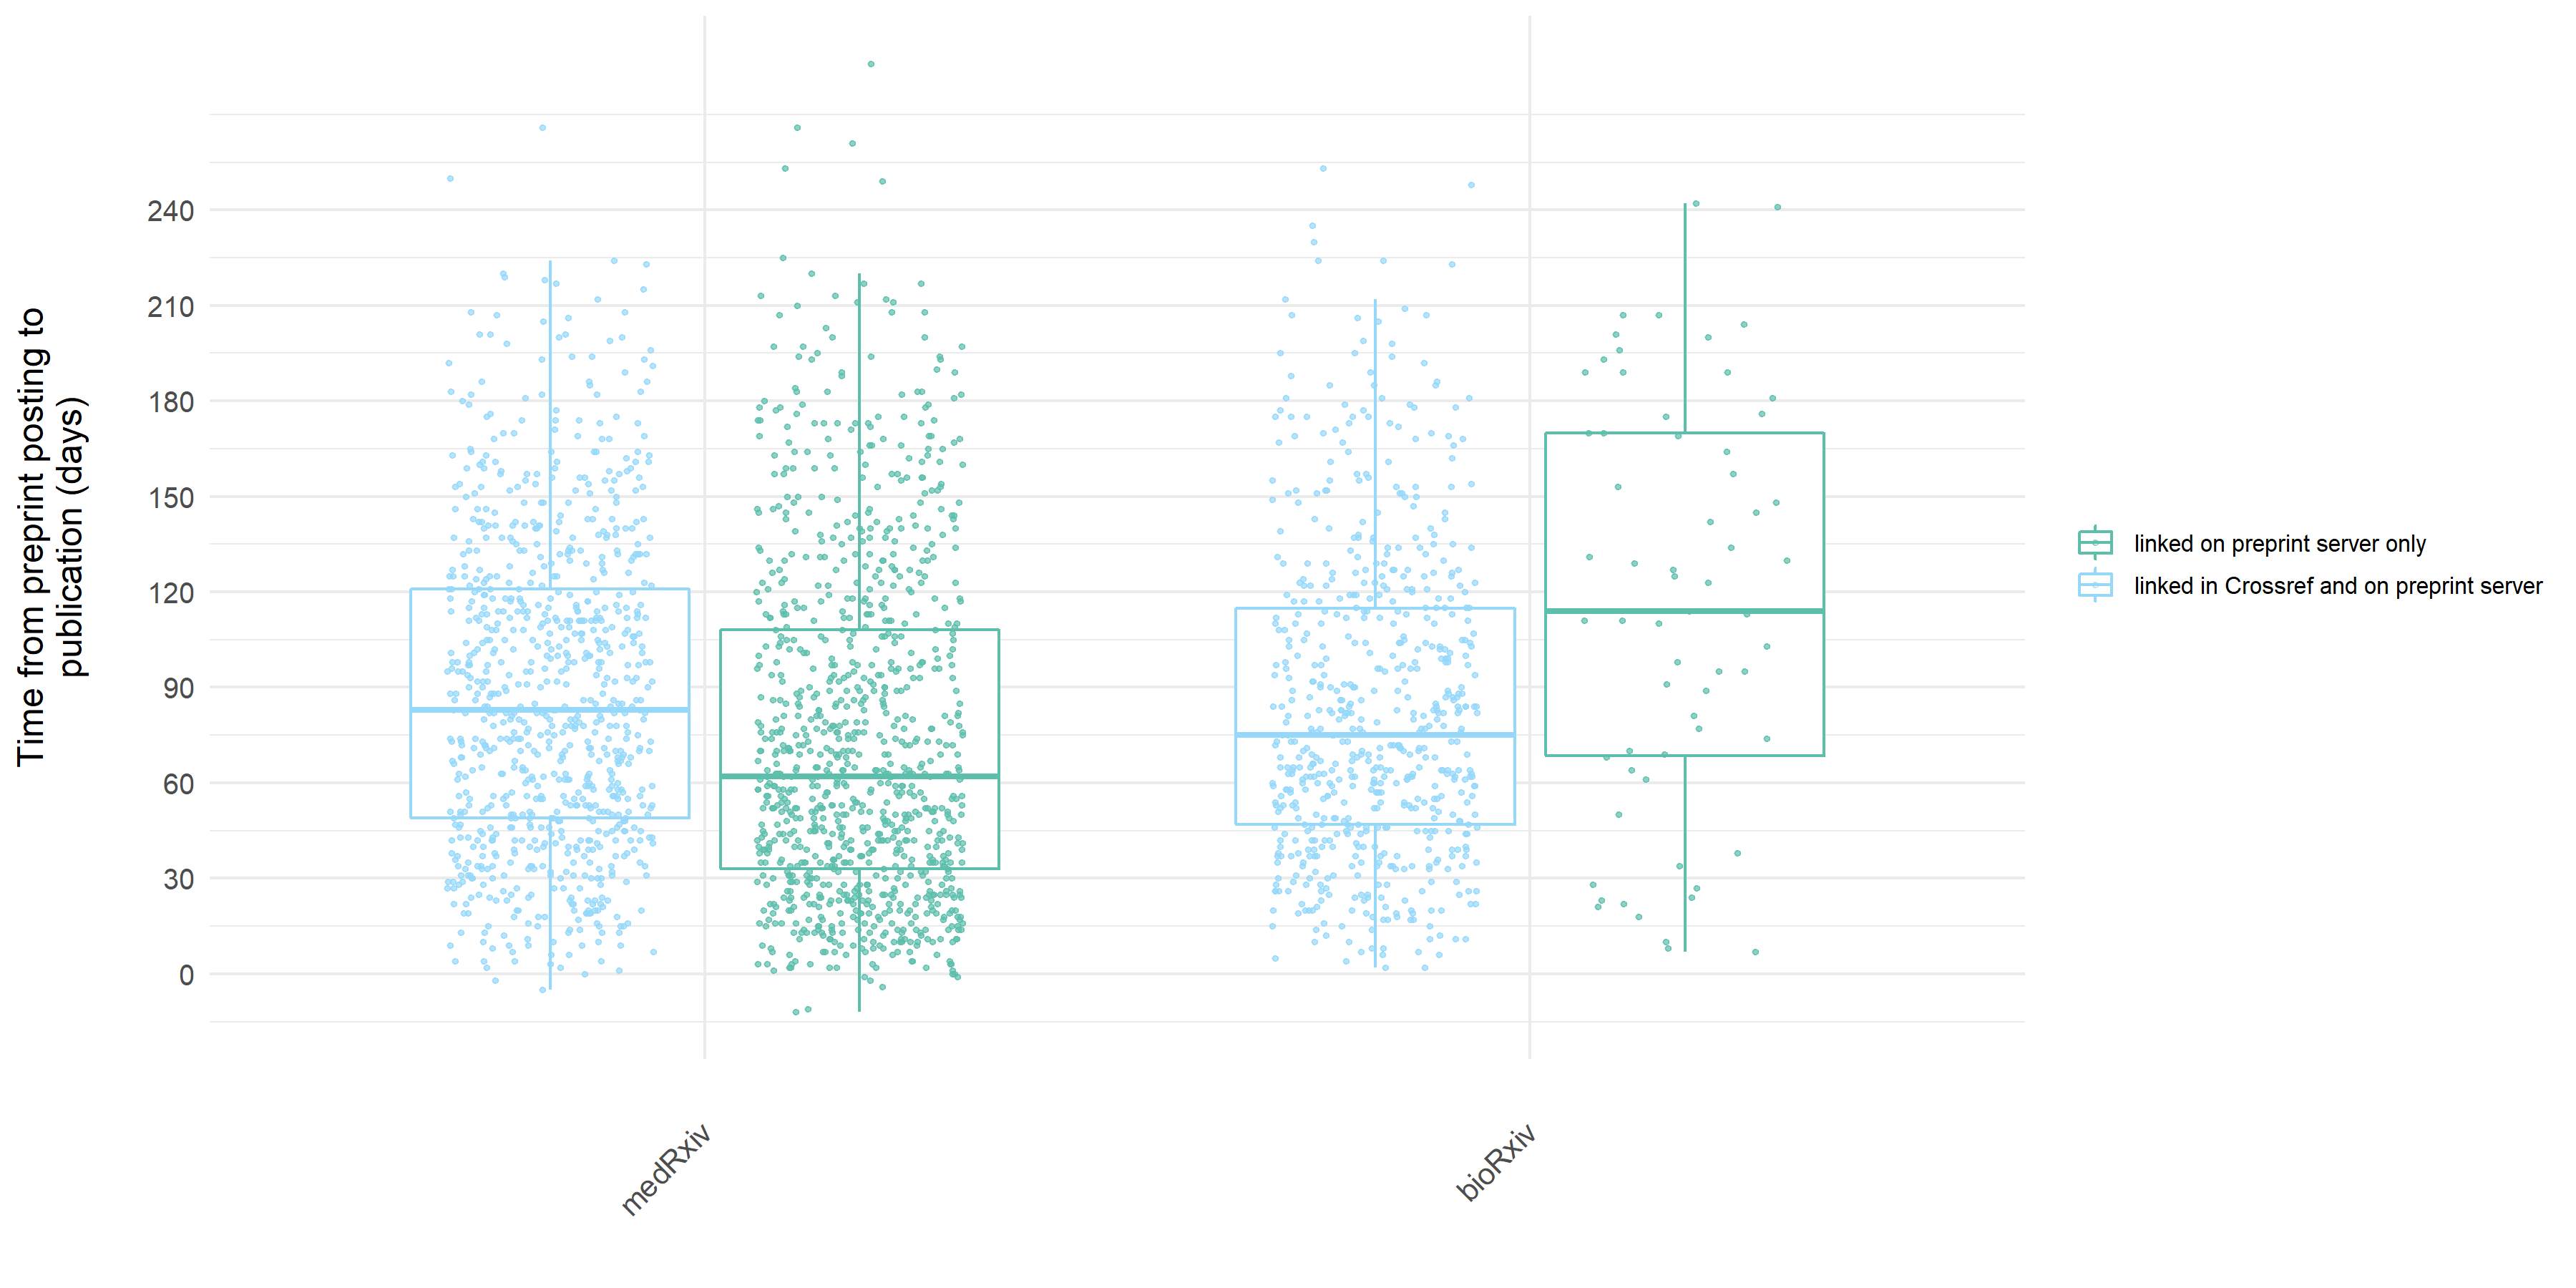 Time from preprint posting to
publication (days)
240
210
180
150
120
90
60
30
0
medRxiv
bioRxiv
linked on preprint server only
linked in Crossref and on preprint server